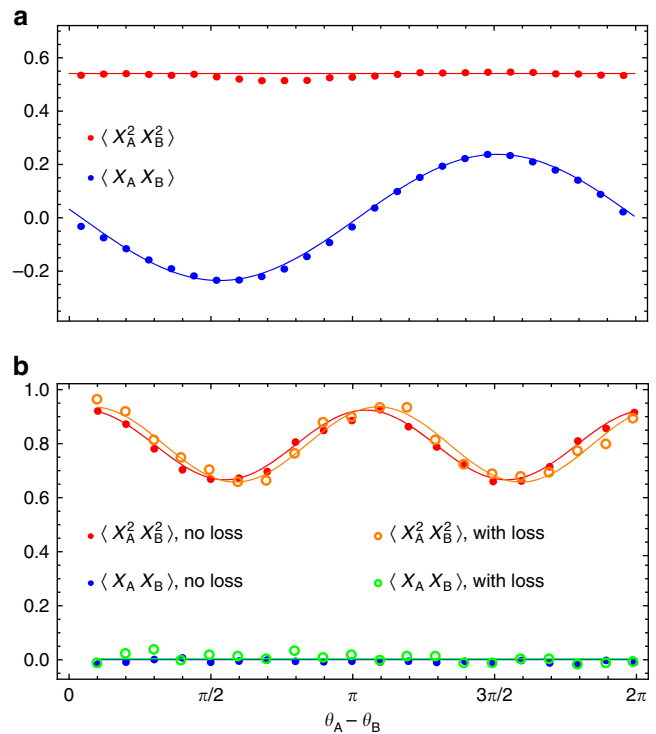 a
0.6
0.4
⟨ X_A^2 X_B^2 ⟩
⟨ X_A X_B ⟩
0.2
0.0
−0.2
b
1.0
0.8
0.6
⟨ X_A^2 X_B^2 ⟩, no loss ⟨ X_A^2 X_B^2 ⟩, with loss
0.4
⟨ X_A X_B ⟩, no loss ⟨ X_A X_B ⟩, with loss
0.2
0.0
0 π/2 π 3π/2 2π
θ_A – θ_B